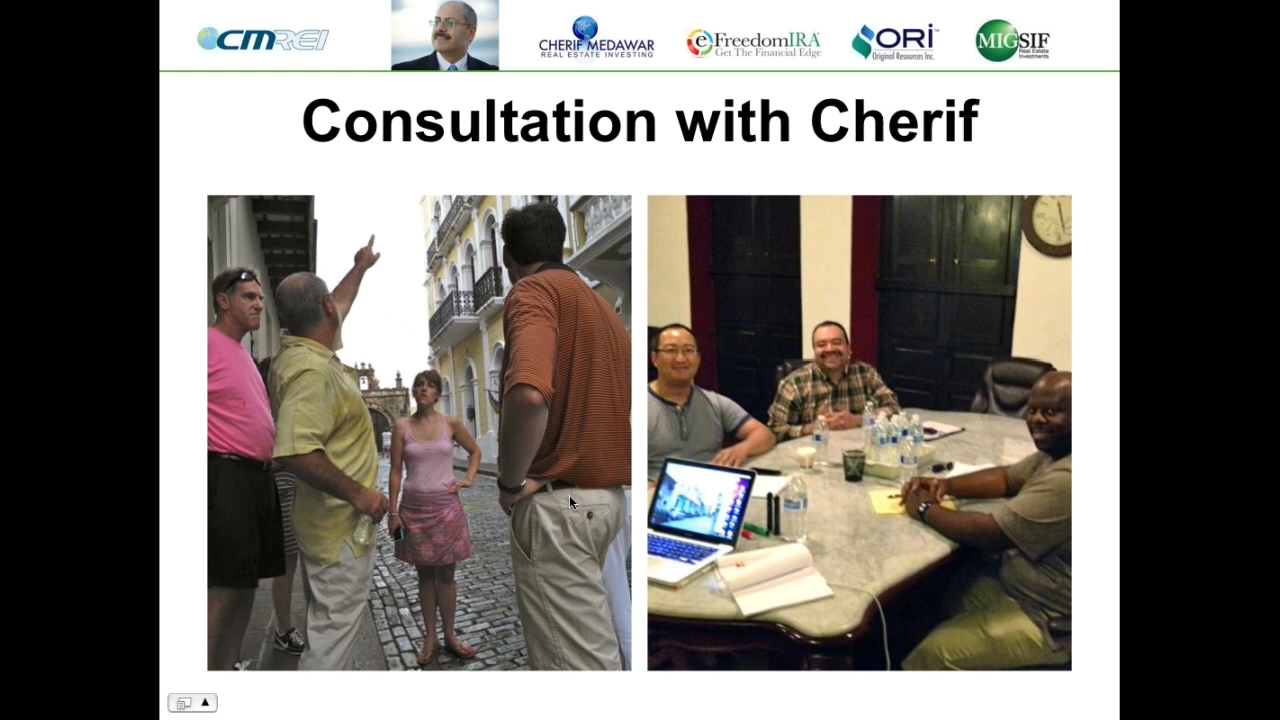 CMREI
CHERIF MEDAWAR
REAL ESTATE INVESTING
eFreedomIRA
Get The Financial Edge
ORI™
Original Resources Inc.
MIGSIF
Real Estate
Investments
Consultation with Cherif